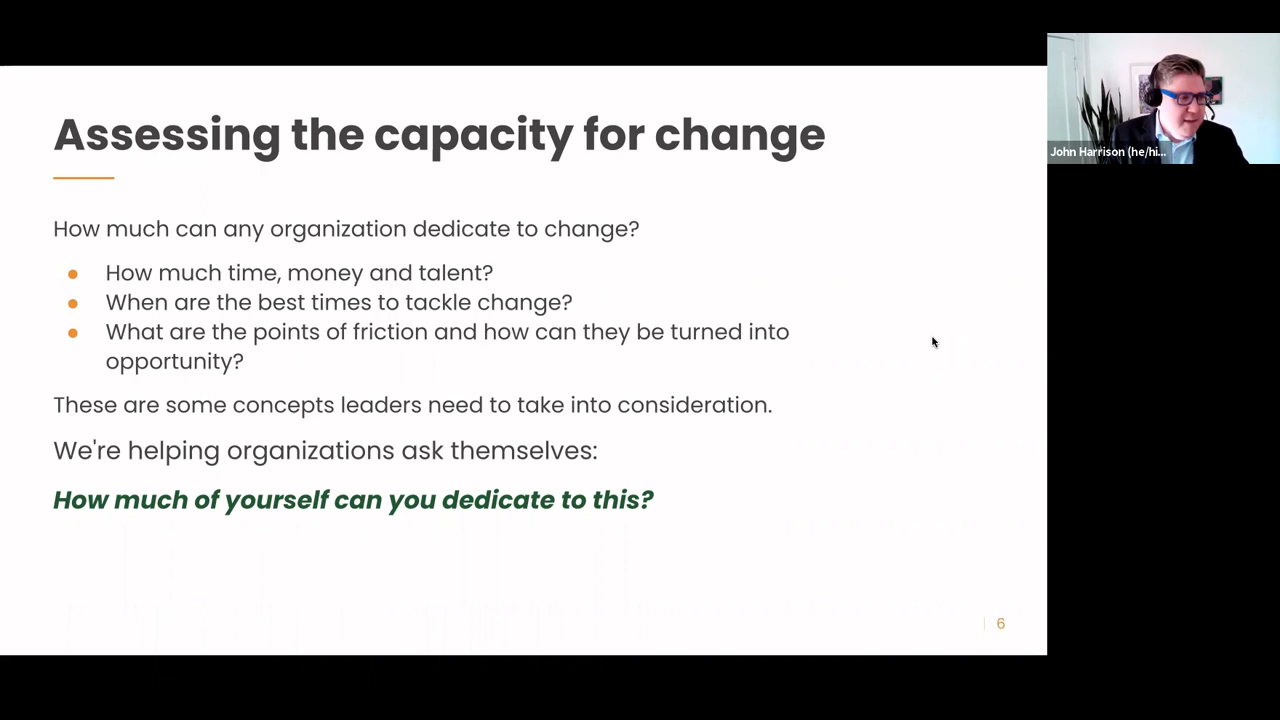 Assessing the capacity for change
How much can any organization dedicate to change?
● How much time, money and talent?
● When are the best times to tackle change?
● What are the points of friction and how can they be turned into
opportunity?
These are some concepts leaders need to take into consideration.
We're helping organizations ask themselves:
How much of yourself can you dedicate to this?
| 6
John Harrison (he/hi...